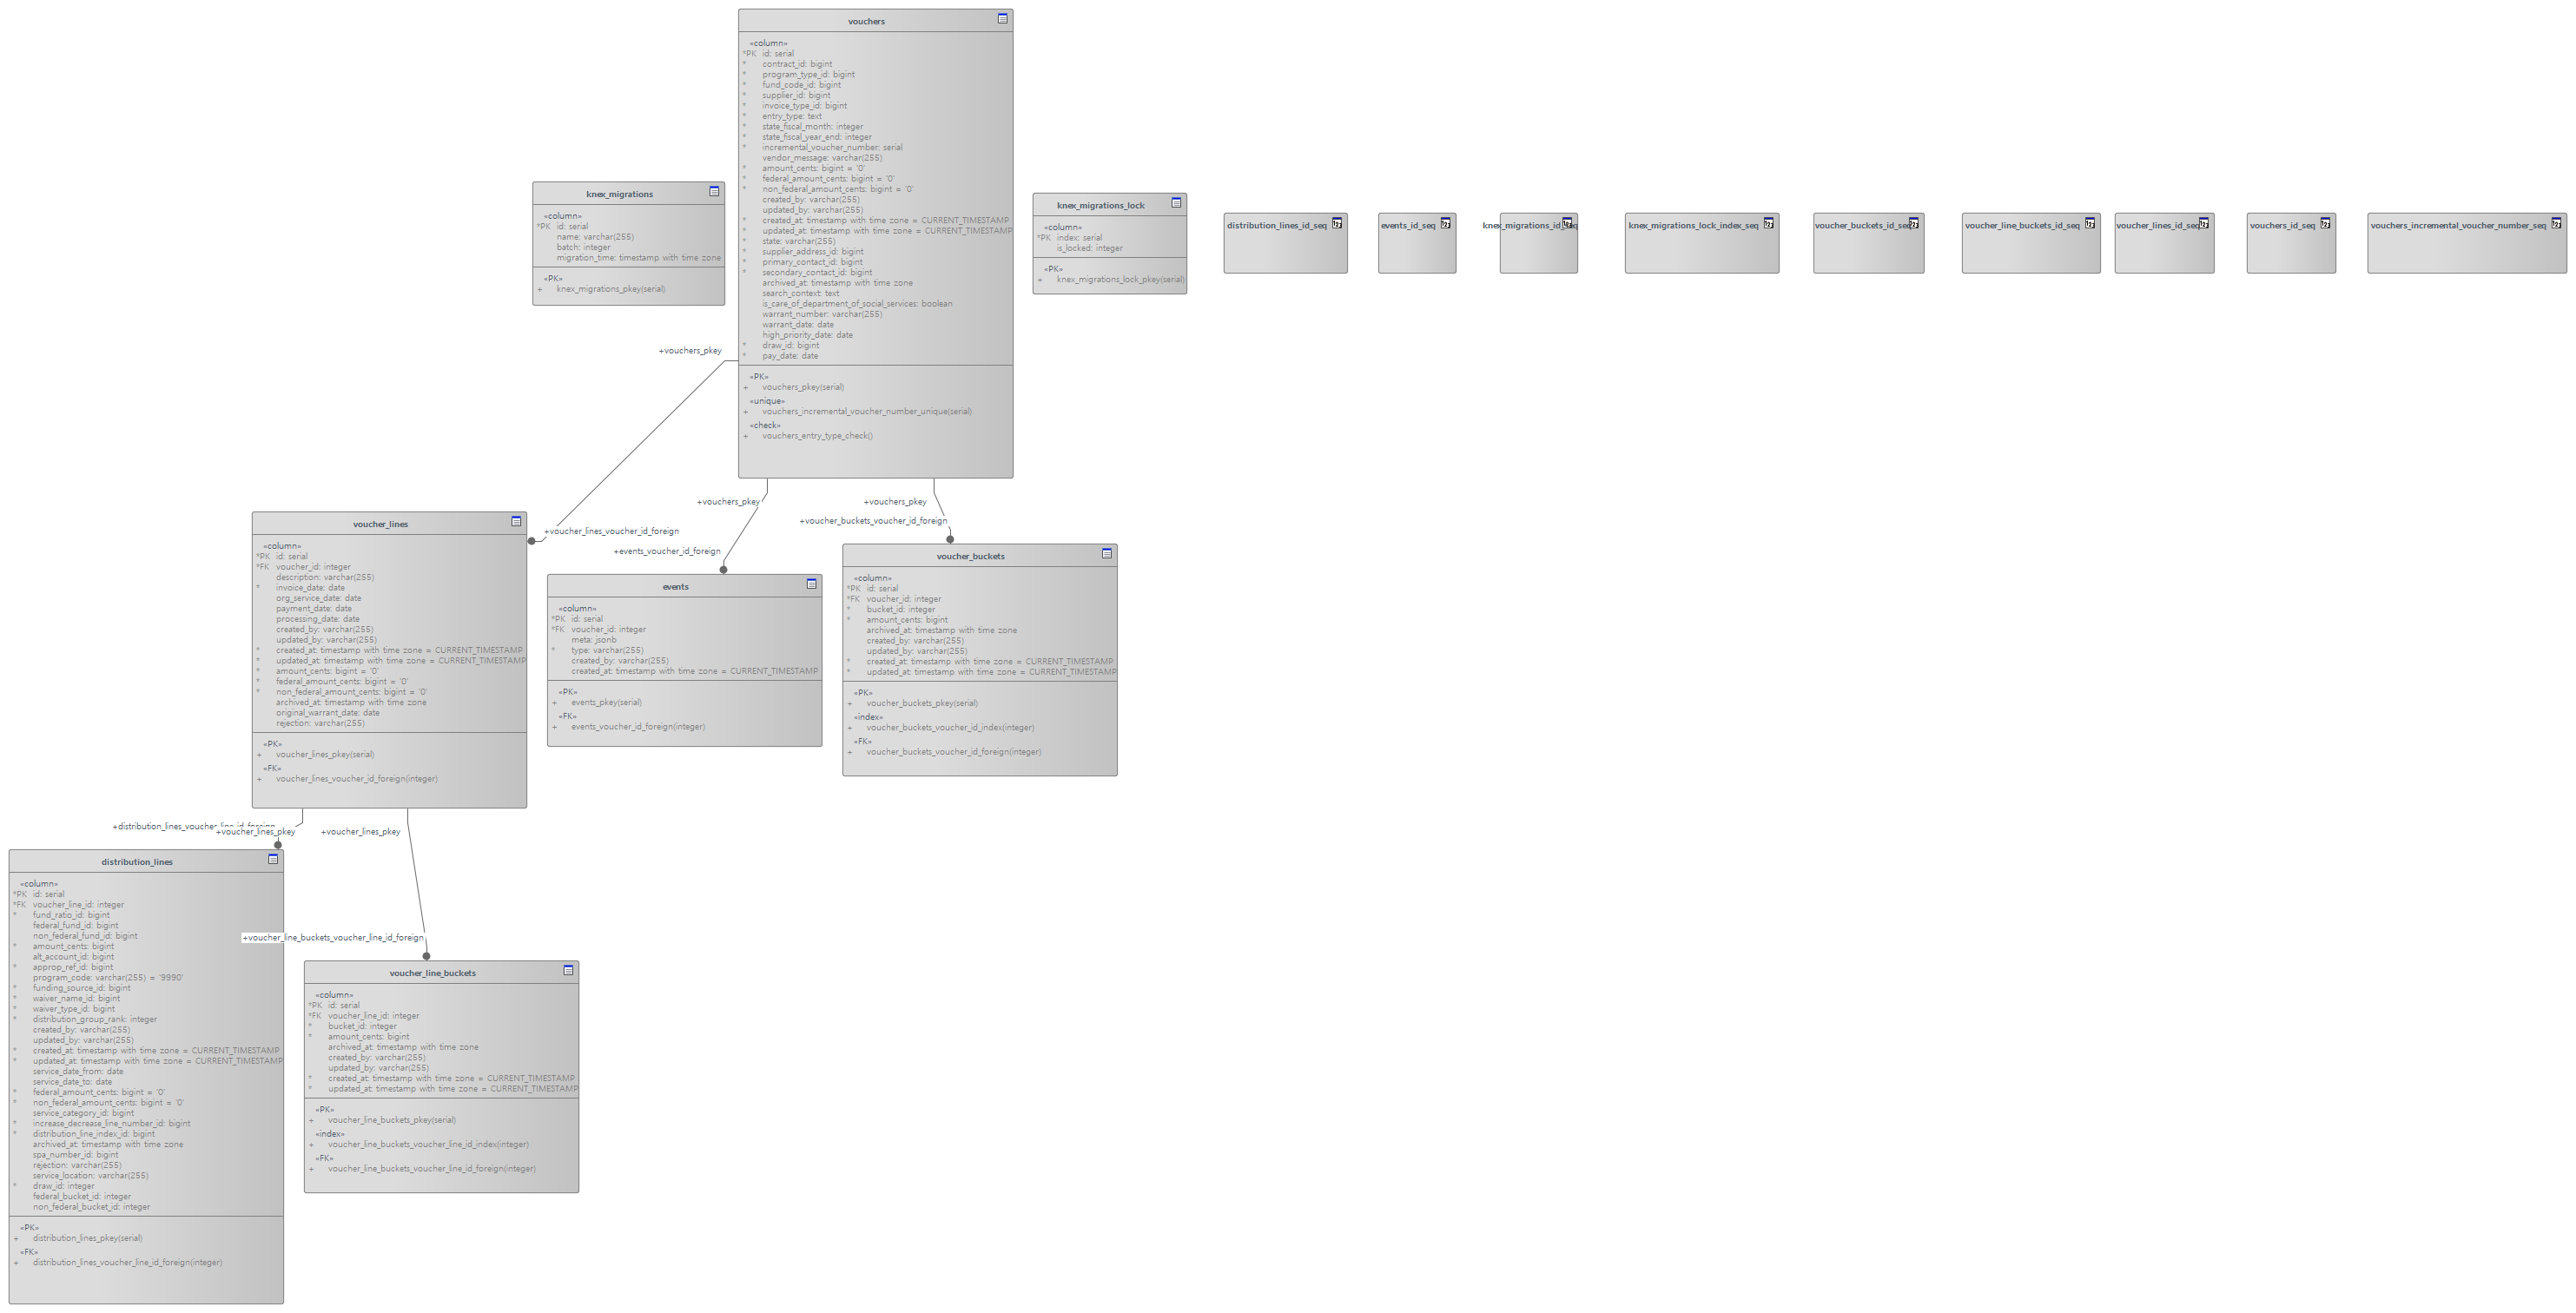 vouchers
«column»
*PK id: serial
* contract_id: bigint
* program_type_id: bigint
* fund_code_id: bigint
* supplier_id: bigint
* invoice_type_id: bigint
* entry_type: text
* state_fiscal_month: integer
* state_fiscal_year_end: integer
* incremental_voucher_number: serial
vendor_message: varchar(255)
* amount_cents: bigint = '0'
* federal_amount_cents: bigint = '0'
* non_federal_amount_cents: bigint = '0'
created_by: varchar(255)
updated_by: varchar(255)
* created_at: timestamp with time zone = CURRENT_TIMESTAMP
* updated_at: timestamp with time zone = CURRENT_TIMESTAMP
* state: varchar(255)
* supplier_address_id: bigint
* primary_contact_id: bigint
* secondary_contact_id: bigint
archived_at: timestamp with time zone
search_context: text
is_care_of_department_of_social_services: boolean
warrant_number: varchar(255)
warrant_date: date
high_priority_date: date
* draw_id: bigint
* pay_date: date
«PK»
+ vouchers_pkey(serial)
«unique»
+ vouchers_incremental_voucher_number_unique(serial)
«check»
+ vouchers_entry_type_check()
knex_migrations
«column»
*PK id: serial
name: varchar(255)
batch: integer
migration_time: timestamp with time zone
«PK»
+ knex_migrations_pkey(serial)
knex_migrations_lock
«column»
*PK index: serial
is_locked: integer
«PK»
+ knex_migrations_lock_pkey(serial)
distribution_lines_id_seq
events_id_seq
knex_migrations_id_seq
knex_migrations_lock_index_seq
voucher_buckets_id_seq
voucher_line_buckets_id_seq
voucher_lines_id_seq
vouchers_id_seq
vouchers_incremental_voucher_number_seq
+vouchers_pkey
+voucher_lines_voucher_id_foreign
+vouchers_pkey
+events_voucher_id_foreign
+vouchers_pkey
+voucher_buckets_voucher_id_foreign
voucher_lines
«column»
*PK id: serial
*FK voucher_id: integer
description: varchar(255)
* invoice_date: date
org_service_date: date
payment_date: date
processing_date: date
created_by: varchar(255)
updated_by: varchar(255)
* created_at: timestamp with time zone = CURRENT_TIMESTAMP
* updated_at: timestamp with time zone = CURRENT_TIMESTAMP
* amount_cents: bigint = '0'
* federal_amount_cents: bigint = '0'
* non_federal_amount_cents: bigint = '0'
archived_at: timestamp with time zone
original_warrant_date: date
rejection: varchar(255)
«PK»
+ voucher_lines_pkey(serial)
«FK»
+ voucher_lines_voucher_id_foreign(integer)
events
«column»
*PK id: serial
*FK voucher_id: integer
meta: jsonb
* type: varchar(255)
created_by: varchar(255)
created_at: timestamp with time zone = CURRENT_TIMESTAMP
«PK»
+ events_pkey(serial)
«FK»
+ events_voucher_id_foreign(integer)
voucher_buckets
«column»
*PK id: serial
*FK voucher_id: integer
* bucket_id: integer
* amount_cents: bigint
archived_at: timestamp with time zone
created_by: varchar(255)
updated_by: varchar(255)
* created_at: timestamp with time zone = CURRENT_TIMESTAMP
* updated_at: timestamp with time zone = CURRENT_TIMESTAMP
«PK»
+ voucher_buckets_pkey(serial)
«index»
+ voucher_buckets_voucher_id_index(integer)
«FK»
+ voucher_buckets_voucher_id_foreign(integer)
+distribution_lines_voucher_line_id_foreign
+voucher_lines_pkey
+voucher_lines_pkey
+voucher_line_buckets_voucher_line_id_foreign
distribution_lines
«column»
*PK id: serial
*FK voucher_line_id: integer
* fund_ratio_id: bigint
federal_fund_id: bigint
non_federal_fund_id: bigint
* amount_cents: bigint
alt_account_id: bigint
* approp_ref_id: bigint
program_code: varchar(255) = '9990'
* funding_source_id: bigint
* waiver_name_id: bigint
* waiver_type_id: bigint
* distribution_group_rank: integer
created_by: varchar(255)
updated_by: varchar(255)
* created_at: timestamp with time zone = CURRENT_TIMESTAMP
* updated_at: timestamp with time zone = CURRENT_TIMESTAMP
service_date_from: date
service_date_to: date
* federal_amount_cents: bigint = '0'
* non_federal_amount_cents: bigint = '0'
service_category_id: bigint
* increase_decrease_line_number_id: bigint
* distribution_line_index_id: bigint
archived_at: timestamp with time zone
spa_number_id: bigint
rejection: varchar(255)
service_location: varchar(255)
* draw_id: integer
federal_bucket_id: integer
non_federal_bucket_id: integer
«PK»
+ distribution_lines_pkey(serial)
«FK»
+ distribution_lines_voucher_line_id_foreign(integer)
voucher_line_buckets
«column»
*PK id: serial
*FK voucher_line_id: integer
* bucket_id: integer
* amount_cents: bigint
archived_at: timestamp with time zone
created_by: varchar(255)
updated_by: varchar(255)
* created_at: timestamp with time zone = CURRENT_TIMESTAMP
* updated_at: timestamp with time zone = CURRENT_TIMESTAMP
«PK»
+ voucher_line_buckets_pkey(serial)
«index»
+ voucher_line_buckets_voucher_line_id_index(integer)
«FK»
+ voucher_line_buckets_voucher_line_id_foreign(integer)